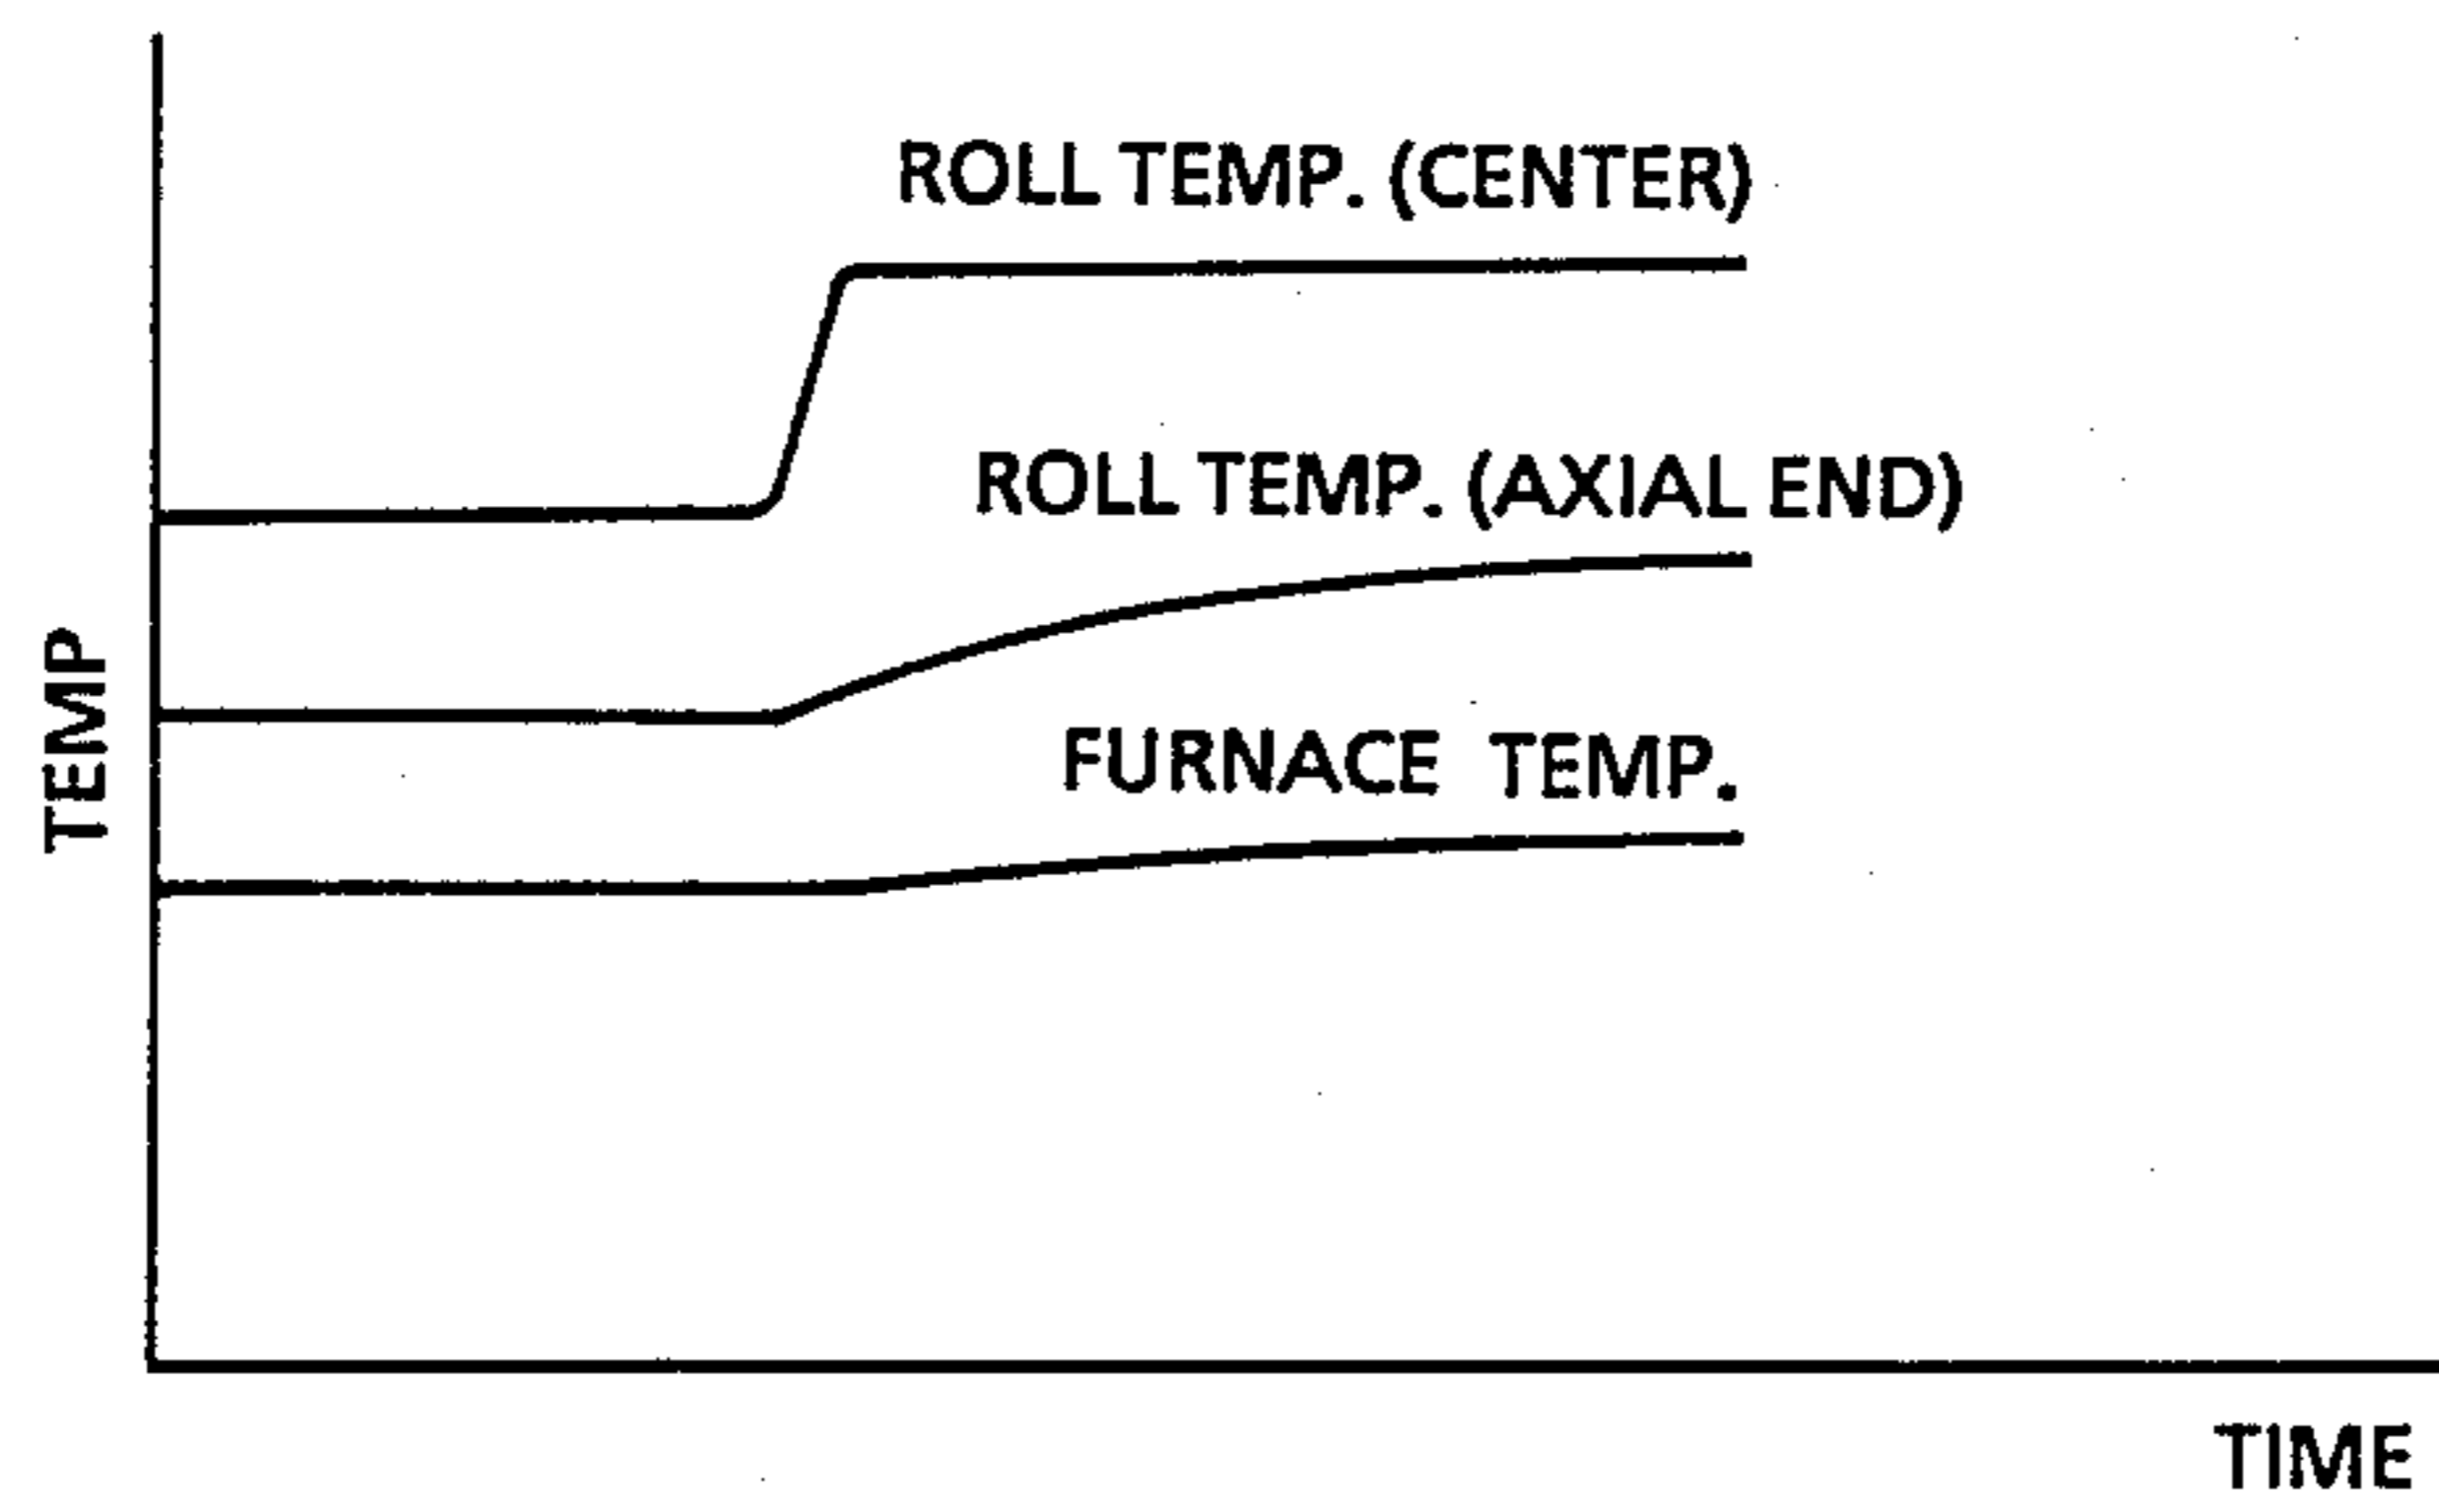 ROLL TEMP. (CENTER)
ROLL TEMP. (AXIAL END)
FURNACE TEMP.
TEMP
TIME